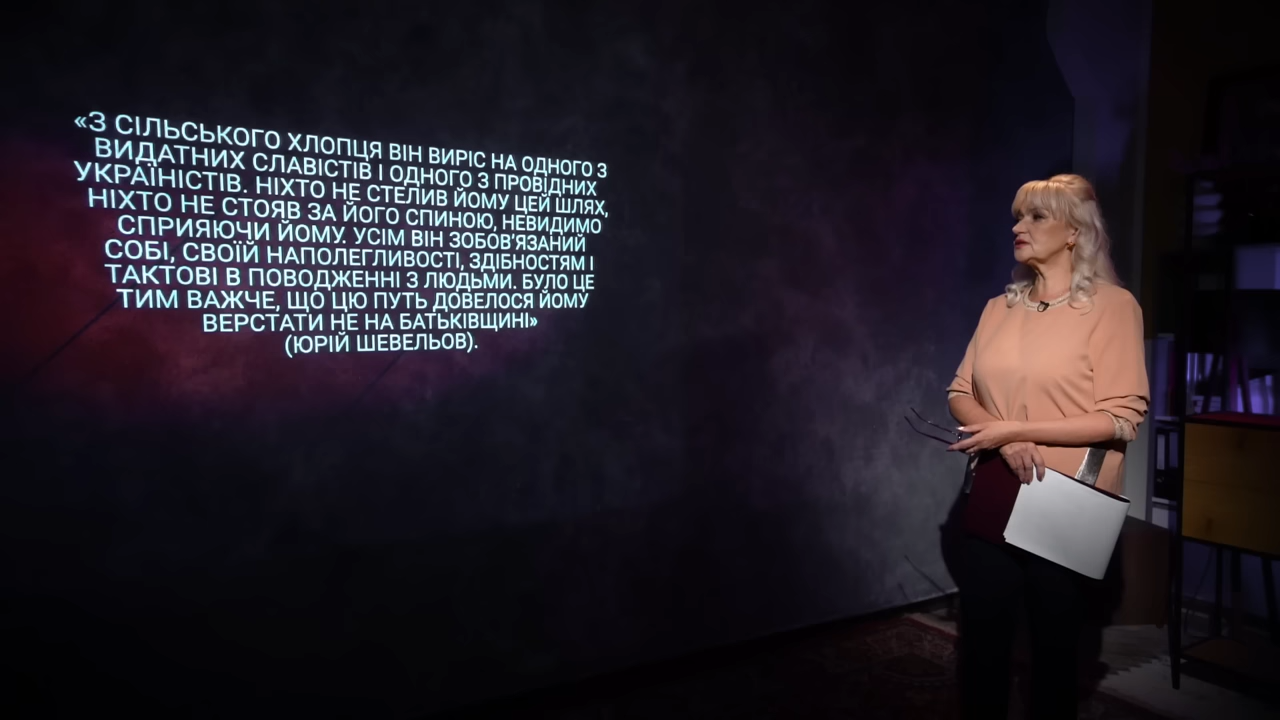 «З СІЛЬСЬКОГО ХЛОПЦЯ ВІН ВИРІС НА ОДНОГО З
ВИДАТНИХ СЛАВІСТІВ І ОДНОГО З ПРОВІДНИХ
УКРАЇНІСТІВ. НІХТО НЕ СТЕЛИВ ЙОМУ ЦЕЙ ШЛЯХ,
НІХТО НЕ СТОЯВ ЗА ЙОГО СПИНОЮ, НЕВИДИМО
СПРИЯЮЧИ ЙОМУ. УСІМ ВІН ЗОБОВ'ЯЗАНИЙ
СОБІ, СВОЇЙ НАПОЛЕГЛИВОСТІ, ЗДІБНОСТЯМ І
ТАКТОВІ В ПОВОДЖЕННІ З ЛЮДЬМИ. БУЛО ЦЕ
ТИМ ВАЖЧЕ, ЩО ЦЮ ПУТЬ ДОВЕЛОСЯ ЙОМУ
ВЕРСТАТИ НЕ НА БАТЬКІВЩИНІ»
(ЮРІЙ ШЕВЕЛЬОВ).